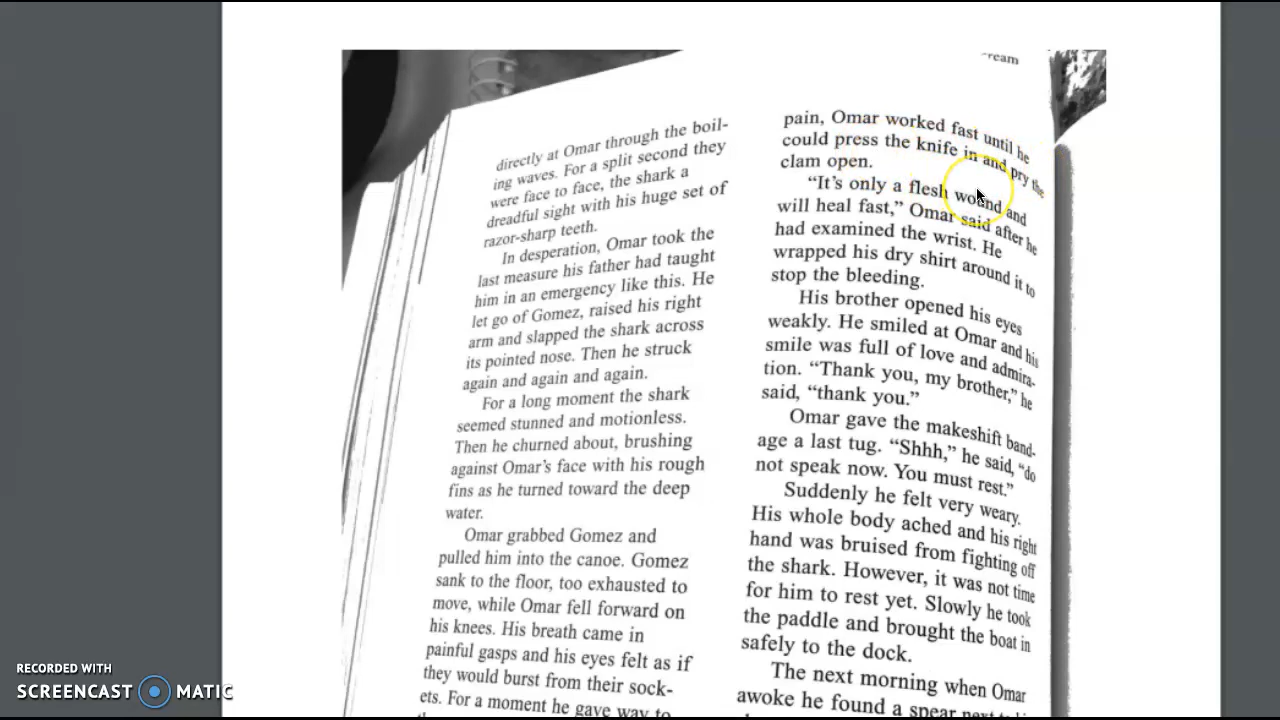 directly at Omar through the boil-
ing waves. For a split second they
were face to face, the shark a
dreadful sight with his huge set of
razor-sharp teeth.
In desperation, Omar took the
last measure his father had taught
him in an emergency like this. He
let go of Gomez, raised his right
arm and slapped the shark across
its pointed nose. Then he struck
again and again and again.
For a long moment the shark
seemed stunned and motionless.
Then he churned about, brushing
against Omar's face with his rough
fins as he turned toward the deep
water.
Omar grabbed Gomez and
pulled him into the canoe. Gomez
sank to the floor, too exhausted to
move, while Omar fell forward on
his knees. His breath came in
painful gasps and his eyes felt as if
they would burst from their sock-
ets. For a moment he gave way to
pain, Omar worked fast until he
could press the knife in and pry the
clam open.
"It's only a flesh wound and
will heal fast," Omar said after he
had examined the wrist. He
wrapped his dry shirt around it to
stop the bleeding.
His brother opened his eyes
weakly. He smiled at Omar and his
smile was full of love and admira-
tion. "Thank you, my brother," he
said, "thank you."
Omar gave the makeshift band-
age a last tug. "Shhh," he said, "do
not speak now. You must rest."
Suddenly he felt very weary.
His whole body ached and his right
hand was bruised from fighting off
the shark. However, it was not time
for him to rest yet. Slowly he took
the paddle and brought the boat in
safely to the dock.
The next morning when Omar
awoke he found a spear next
RECORDED WITH
SCREENCAST MATIC